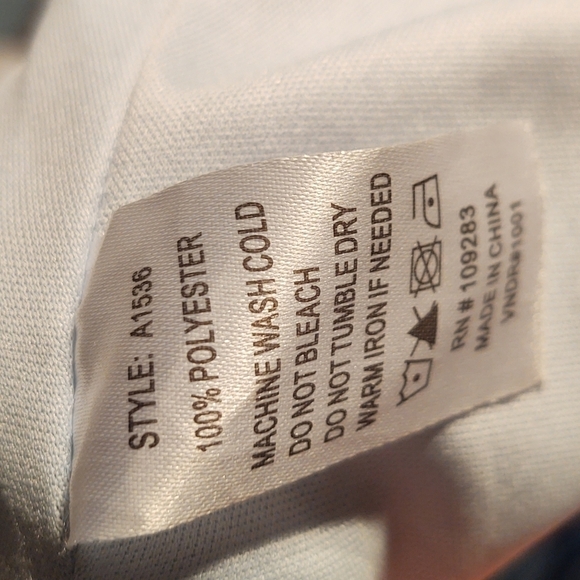 STYLE: A1536
100% POLYESTER
MACHINE WASH COLD
DO NOT BLEACH
DO NOT TUMBLE DRY
WARM IRON IF NEEDED
RN # 109283
MADE IN CHINA
VNDR#1001